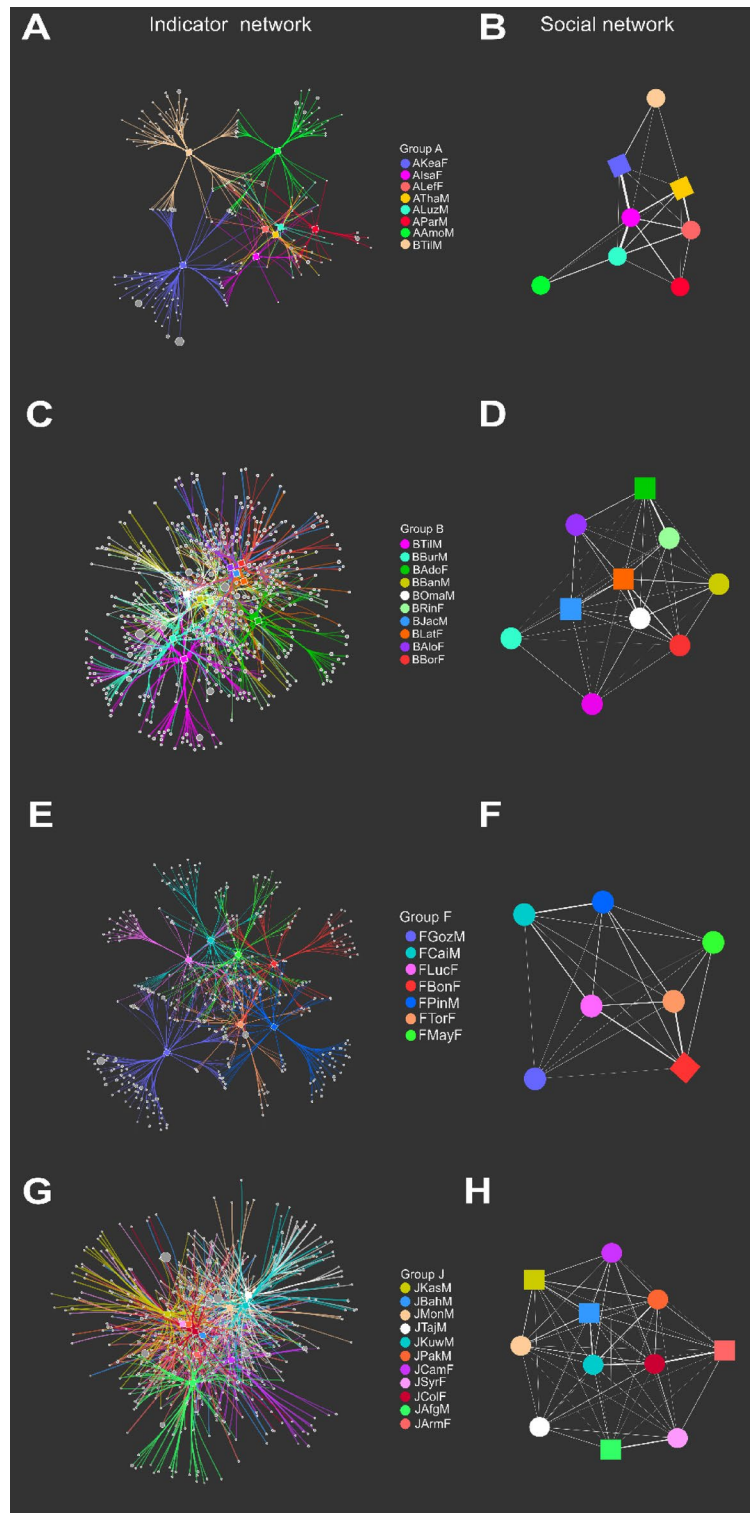 A Indicator network B Social network
Group A
AKeaF
AIsaF
ALefF
AThaM
ALuzM
AParM
AAmoM
BTilM
C D
Group B
BTilM
BBurM
BAdoF
BBanM
BOmaM
BRinF
BJacM
BLatF
BAloF
BBorF
E F
Group F
FGozM
FCaiM
FLucF
FBonF
FPinM
FTorF
FMayF
G H
Group J
JKasM
JBahM
JMonM
JTajM
JKuwM
JPakM
JCamF
JSyrF
JColF
JAfgM
JArmF